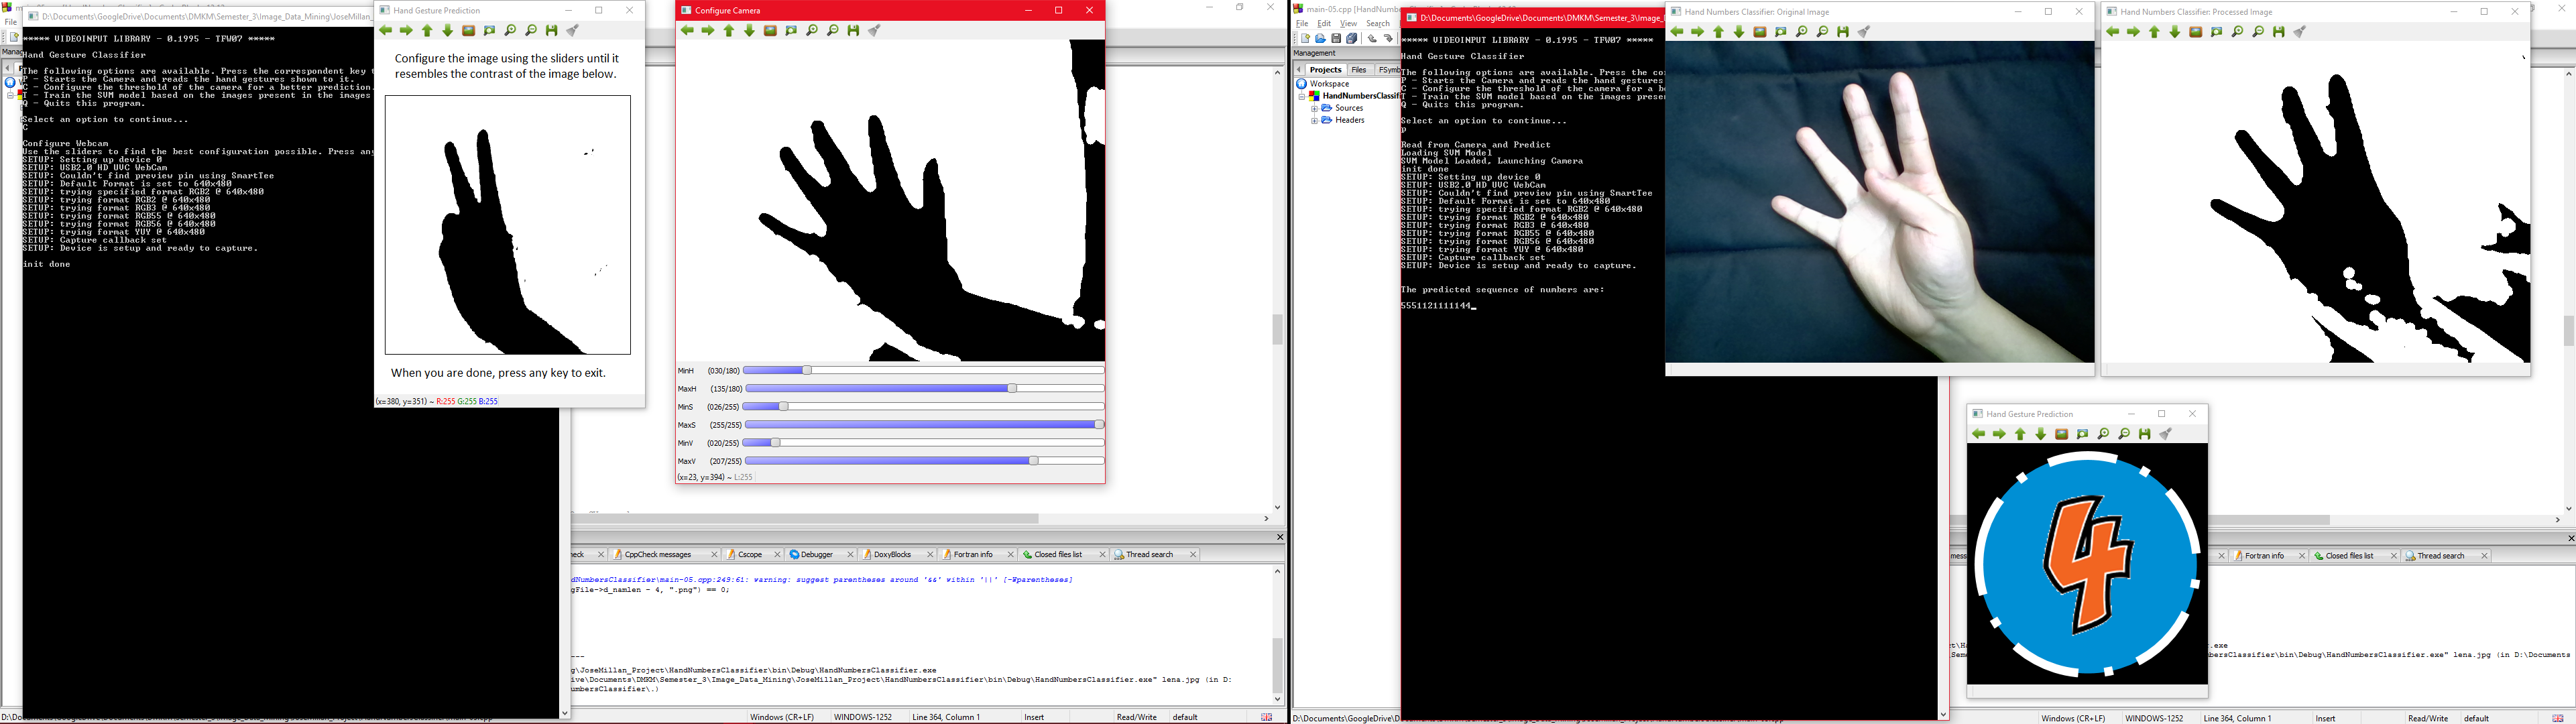 D:\Documents\GoogleDrive\Documents\DMKM\Semester_3\Image_Data_Mining\JoseMillan_
File
Mana
***** VIDEOINPUT LIBRARY - 0.1995 - TFW07 *****
Hand Gesture Classifier
The following options are available. Press the correspondent key t
P - Starts the Camera and reads the hand gestures shown to it.
C - Configure the threshold of the camera for a better prediction.
T - Train the SVM model based on the images present in the images
Q - Quits this program.
Select an option to continue...
C
Configure Webcam
Use the sliders to find the best configuration possible. Press any
SETUP: Setting up device 0
SETUP: USB2.0 HD UVC WebCam
SETUP: Couldn't find preview pin using SmartTee
SETUP: Default Format is set to 640x480
SETUP: trying specified format RGB2 @ 640x480
SETUP: trying format RGB2 @ 640x480
SETUP: trying format RGB3 @ 640x480
SETUP: trying format RGB55 @ 640x480
SETUP: trying format RGB56 @ 640x480
SETUP: trying format YUY @ 640x480
SETUP: Capture callback set
SETUP: Device is setup and ready to capture.
init done
Hand Gesture Prediction
Configure the image using the sliders until it
resembles the contrast of the image below.
When you are done, press any key to exit.
(x=380, y=351) ~ R:255 G:255 B:255
Configure Camera
MinH (030/180)
MaxH (135/180)
MinS (026/255)
MaxS (255/255)
MinV (020/255)
MaxV (207/255)
(x=23, y=394) ~ L:255
heck CppCheck messages Cscope Debugger DoxyBlocks Fortran info Closed files list Thread search
ndNumbersClassifier\main-05.cpp:249:61: warning: suggest parentheses around '&&' within '||' [-Wparentheses]
gFile->d_namlen - 4, ".png") == 0;
g\JoseMillan_Project\HandNumbersClassifier\bin\Debug\HandNumbersClassifier.exe
ive\Documents\DMKM\Semester_3\Image_Data_Mining\JoseMillan_Project\HandNumbersClassifier\bin\Debug\HandNumbersClassifier.exe" lena.jpg (in D:
umbersClassifier\.)
Windows (CR+LF) WINDOWS-1252 Line 364, Column 1 Insert Read/Write default
File Edit View Search
Management
Projects Files FSymb
Workspace
HandNumbersClassifi
Sources
Headers
D:\Documents\GoogleDrive\Documents\DMKM\Semester_3\Image_
***** VIDEOINPUT LIBRARY - 0.1995 - TFW07 *****
Hand Gesture Classifier
The following options are available. Press the co
P - Starts the Camera and reads the hand gestures
C - Configure the threshold of the camera for a b
T - Train the SVM model based on the images prese
Q - Quits this program.
Select an option to continue...
p
Read from Camera and Predict
Loading SVM Model
SVM Model Loaded, Launching Camera
init done
SETUP: Setting up device 0
SETUP: USB2.0 HD UVC WebCam
SETUP: Couldn't find preview pin using SmartTee
SETUP: Default Format is set to 640x480
SETUP: trying specified format RGB2 @ 640x480
SETUP: trying format RGB2 @ 640x480
SETUP: trying format RGB3 @ 640x480
SETUP: trying format RGB55 @ 640x480
SETUP: trying format RGB56 @ 640x480
SETUP: trying format YUY @ 640x480
SETUP: Capture callback set
SETUP: Device is setup and ready to capture.
The predicted sequence of numbers are:
5551121111144_
Hand Numbers Classifier: Original Image
Hand Numbers Classifier: Processed Image
Hand Gesture Prediction
4
mess Fortran info Closed files list Thread search
er.exe
bersClassifier\bin\Debug\HandNumbersClassifier.exe" lena.jpg (in D:\Documents
D:\Documents\GoogleDrive\D
Windows (CR+LF) WINDOWS-1252 Line 364, Column 1 Insert Read/Write default